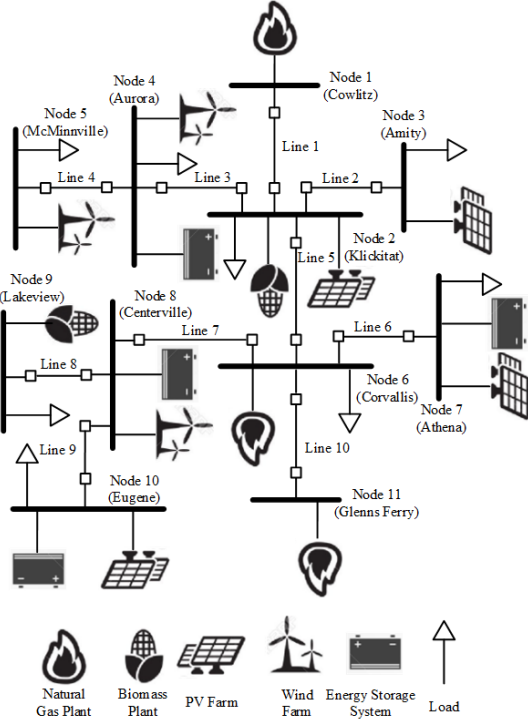 Node 1
(Cowlitz)
Node 4
(Aurora)
Node 5
(McMinnville)
Node 3
(Amity)
Line 1
Line 4
Line 3
Line 2
Node 2
(Klickitat)
Line 5
Node 9
(Lakeview)
Node 8
(Centerville)
Line 7
Line 6
Line 8
Node 6
(Corvallis)
Node 7
(Athena)
Line 9
Line 10
Node 10
(Eugene)
Node 11
(Glenns Ferry)
Natural
Gas Plant
Biomass
Plant
PV Farm
Wind
Farm
Energy Storage
System
Load